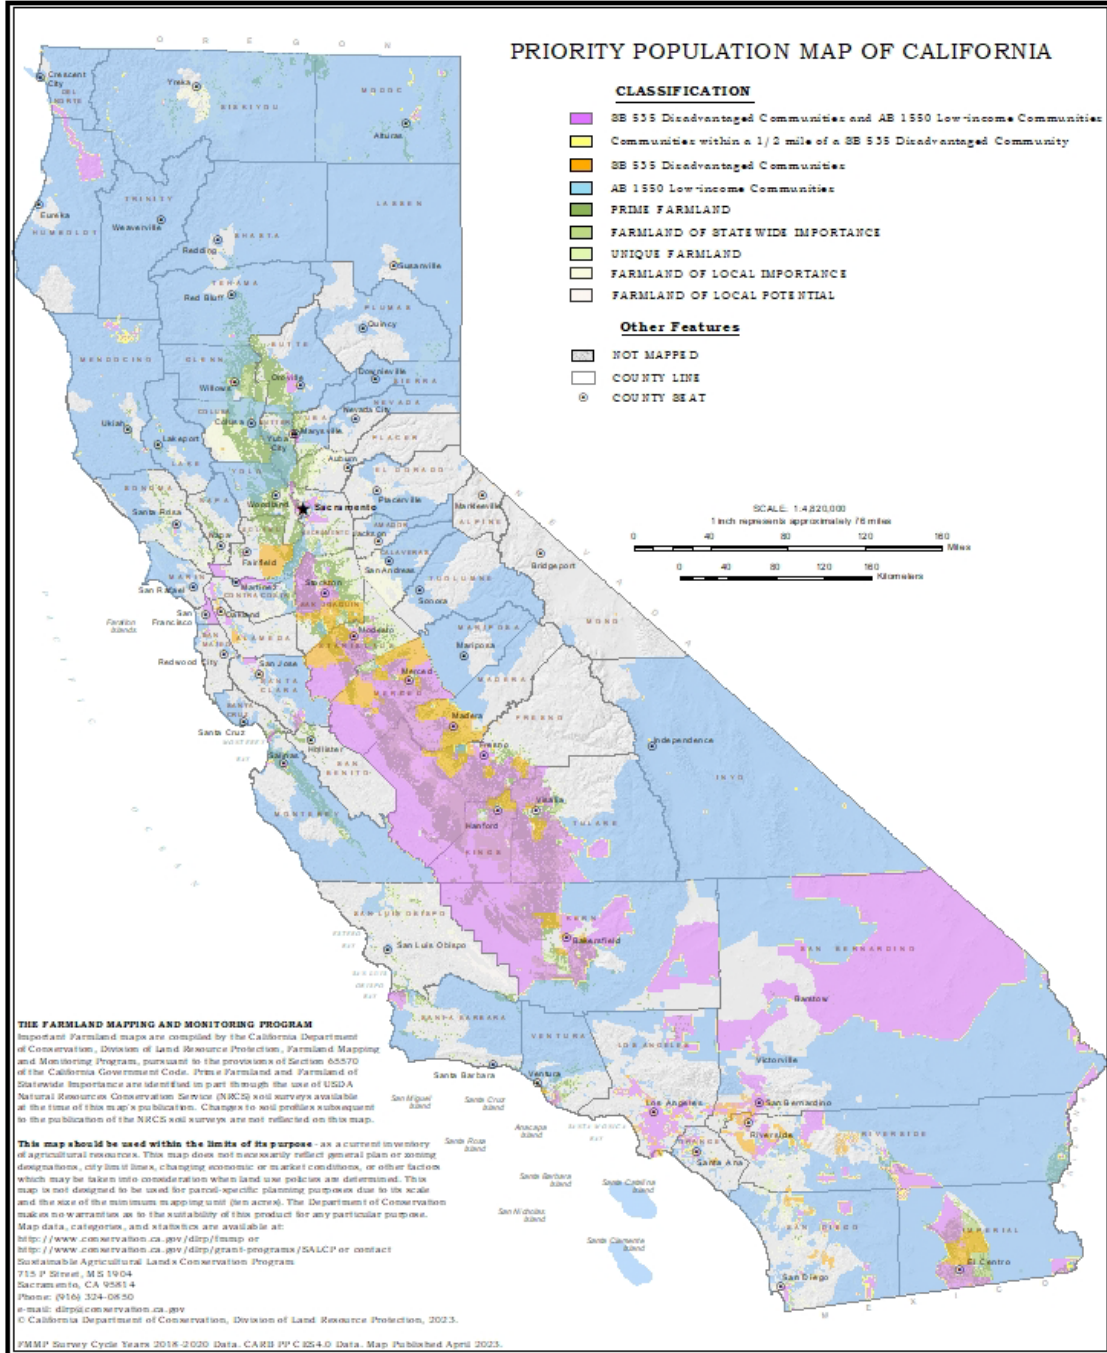 PRIORITY POPULATION MAP OF CALIFORNIA
CLASSIFICATION
SB 535 Disadvantaged Communities and AB 1550 Low-income Communities
Communities within a 1/2 mile of a SB 535 Disadvantaged Community
SB 535 Disadvantaged Communities
AB 1550 Low-income Communities
PRIME FARMLAND
FARMLAND OF STATEWIDE IMPORTANCE
UNIQUE FARMLAND
FARMLAND OF LOCAL IMPORTANCE
FARMLAND OF LOCAL POTENTIAL
Other Features
NOT MAPPED
COUNTY LINE
COUNTY SEAT
SCALE: 1:4,820,000
1 inch represents approximately 76 miles
0 40 80 120 160
Miles
0 40 80 120 160
Kilometers
OREGON
Crescent
City
DEL
NORTE
Yreka
SISKIYOU
MODOC
Alturas
Eureka
HUMBOLDT
TRINITY
Weaverville
SHASTA
Redding
LASSEN
Susanville
TEHAMA
Red Bluff
PLUMAS
Quincy
MENDOCINO
GLENN
Willows
BUTTE
Oroville
Downieville
SIERRA
NEVADA
Nevada City
Ukiah
Lakeport
LAKE
COLUSA
Colusa
SUTTER
YUBA
Marysville
Yuba
City
PLACER
Auburn
EL DORADO
Placerville
YOLO
Woodland
Sacramento
SACRAMENTO
SONOMA
Santa Rosa
NAPA
Napa
SOLANO
Fairfield
AMADOR
Jackson
Markleeville
ALPINE
CALAVERAS
San Andreas
TUOLUMNE
Sonora
Bridgeport
MONO
MARIN
San Rafael
Martinez
CONTRA COSTA
Stockton
SAN JOAQUIN
San
Francisco
Oakland
Farallon
Islands
ALAMEDA
SAN
MATEO
Redwood City
San Jose
SANTA
CLARA
Modesto
STANISLAUS
MARIPOSA
Mariposa
Merced
MERCED
MADERA
Madera
SANTA
CRUZ
Santa Cruz
MONTEREY
BAY
Hollister
SAN
BENITO
Salinas
MONTEREY
FRESNO
Fresno
Independence
INYO
Visalia
TULARE
Hanford
KINGS
SAN LUIS OBISPO
ESTERO
BAY
San Luis Obispo
SAN LUIS
OBISPO
BAY
KERN
Bakersfield
SAN BERNARDINO
Barstow
SANTA BARBARA
Santa Barbara
VENTURA
Ventura
LOS ANGELES
Los Angeles
Victorville
San Bernardino
San Miguel
Island
Santa Cruz
Island
Santa Rosa
Island
Anacapa
Island
SANTA MONICA
BAY
ORANGE
Santa Ana
Riverside
RIVERSIDE
Santa Barbara
Island
San Nicholas
Island
Santa Catalina
Island
Santa Clemente
Island
SAN DIEGO
San Diego
IMPERIAL
El Centro
MEXICO
THE FARMLAND MAPPING AND MONITORING PROGRAM
Important Farmland maps are compiled by the California Department
of Conservation, Division of Land Resource Protection, Farmland Mapping
and Monitoring Program, pursuant to the provisions of Section 65570
of the California Government Code. Prime Farmland and Farmland of
Statewide Importance are identified in part through the use of USDA
Natural Resources Conservation Service (NRCS) soil surveys available
at the time of this map's publication. Changes to soil profiles subsequent
to the publication of the NRCS soil surveys are not reflected on this map.
This map should be used within the limits of its purpose - as a current inventory
of agricultural resources. This map does not necessarily reflect general plan or zoning
designations, city limit lines, changing economic or market conditions, or other factors
which may be taken into consideration when land use policies are determined. This
map is not designed to be used for parcel-specific planning purposes due to its scale
and the size of the minimum mapping unit (ten acres). The Department of Conservation
makes no warranties as to the suitability of this product for any particular purpose.
Map data, categories, and statistics are available at:
http://www.conservation.ca.gov/dlrp/fmmp or
http://www.conservation.ca.gov/dlrp/grant-programs/SALCP or contact
Sustainable Agricultural Lands Conservation Program
715 P Street, MS 1904
Sacramento, CA 95814
Phone: (916) 324-0850
e-mail: dlrp@conservation.ca.gov
© California Department of Conservation, Division of Land Resource Protection, 2023.
FMMP Survey Cycle Years 2018-2020 Data. CARB PP CES4.0 Data. Map Published April 2023.